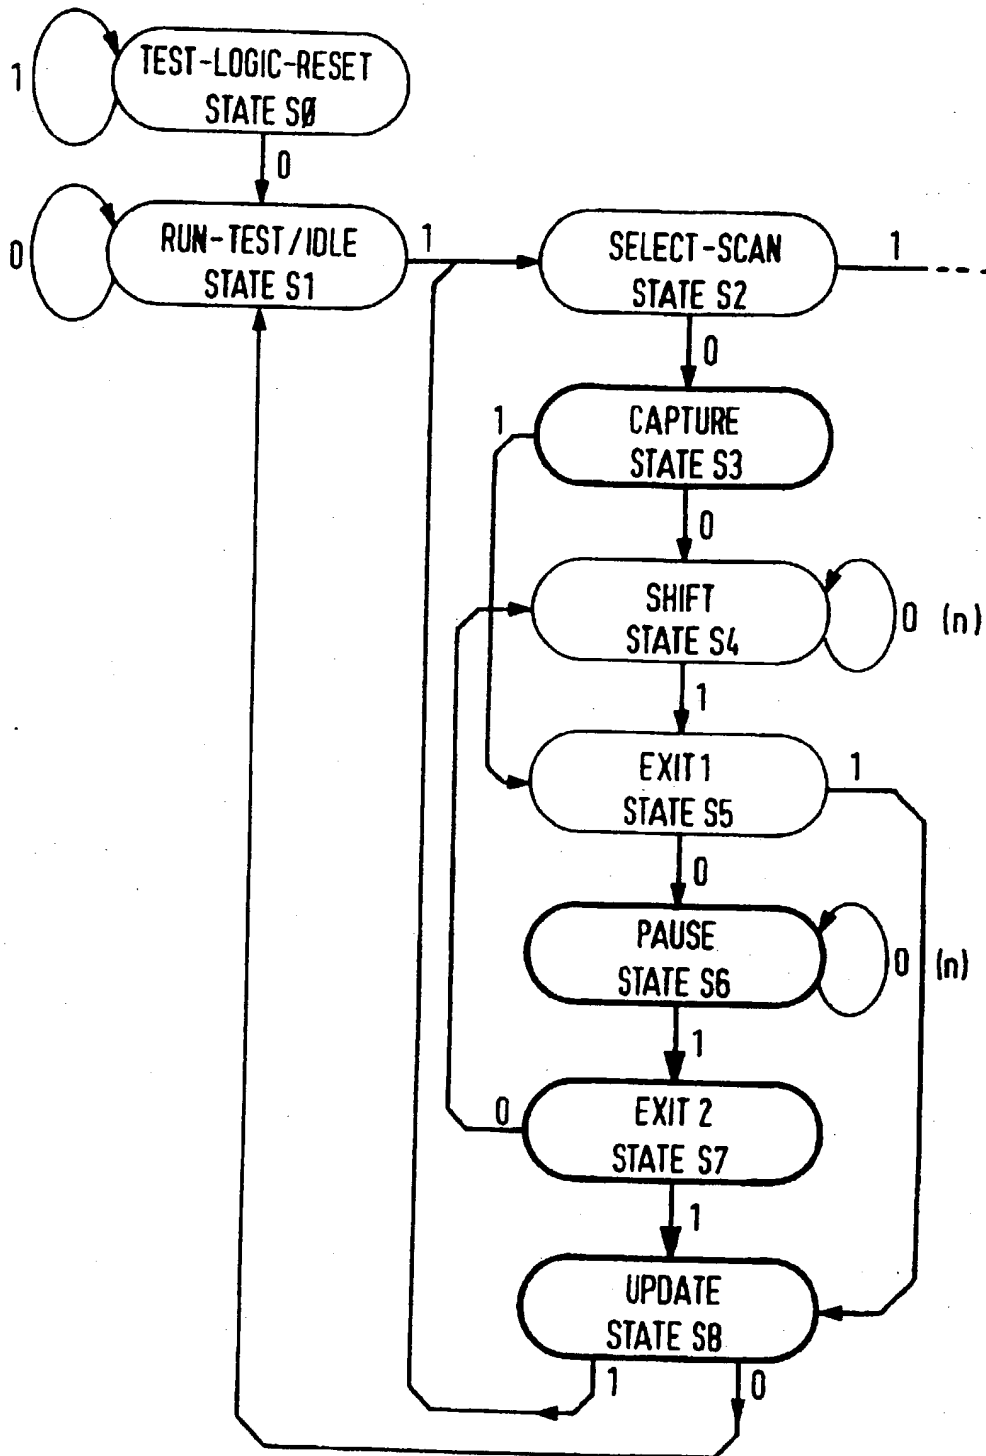 TEST-LOGIC-RESET
STATE SØ
1
0
RUN-TEST/IDLE
STATE S1
0
1
SELECT-SCAN
STATE S2
1
0
CAPTURE
STATE S3
1
0
SHIFT
STATE S4
0 (n)
1
EXIT 1
STATE S5
1
0
PAUSE
STATE S6
0 (n)
1
EXIT 2
STATE S7
0
1
UPDATE
STATE S8
1
0